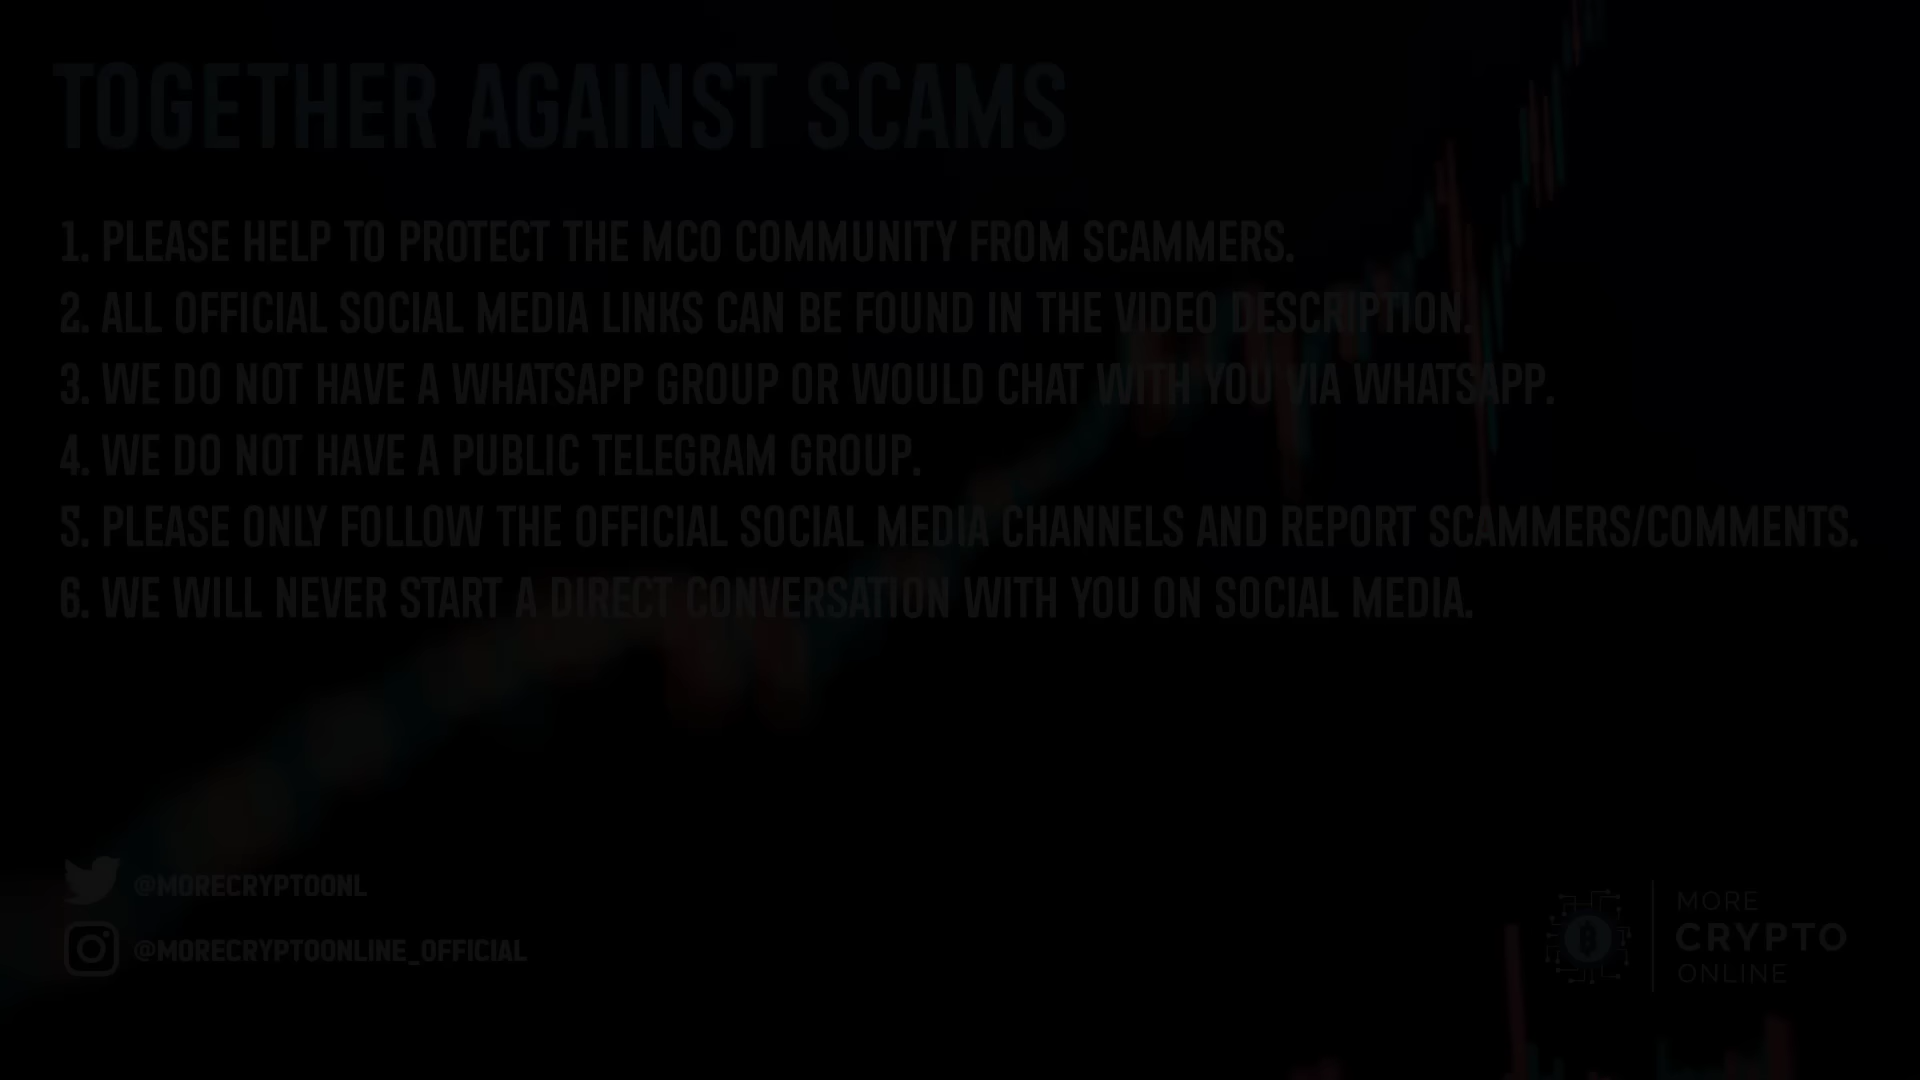 TOGETHER AGAINST SCAMS
1. PLEASE HELP TO PROTECT THE MCO COMMUNITY FROM SCAMMERS.
2. ALL OFFICIAL SOCIAL MEDIA LINKS CAN BE FOUND IN THE VIDEO DESCRIPTION.
3. WE DO NOT HAVE A WHATSAPP GROUP OR WOULD CHAT WITH YOU VIA WHATSAPP.
4. WE DO NOT HAVE A PUBLIC TELEGRAM GROUP.
5. PLEASE ONLY FOLLOW THE OFFICIAL SOCIAL MEDIA CHANNELS AND REPORT SCAMMERS/COMMENTS.
6. WE WILL NEVER START A DIRECT CONVERSATION WITH YOU ON SOCIAL MEDIA.
@MORECRYPTOONL
@MORECRYPTOONLINE_OFFICIAL
MORE
CRYPTO
ONLINE